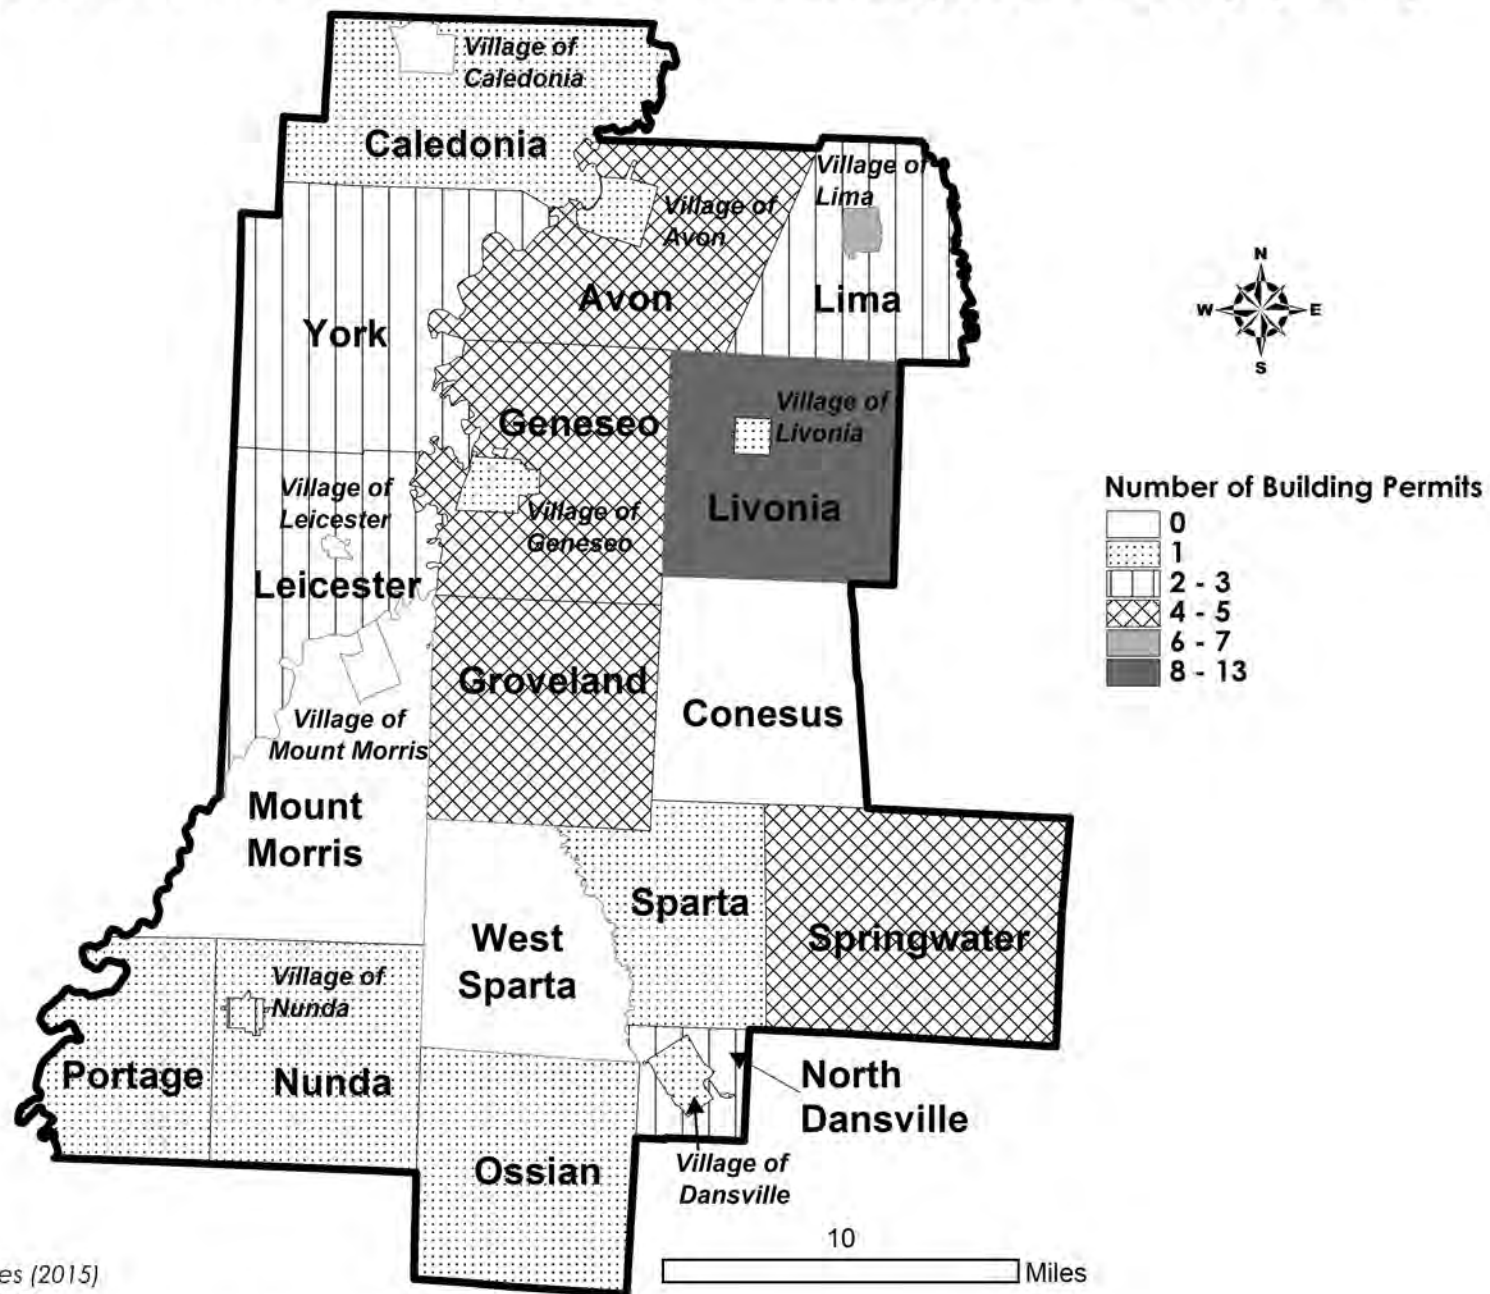 Village of
Caledonia
Caledonia
Village of
Lima
Village of
Avon
Avon
Lima
York
N
W
E
S
Village of
Livonia
Geneseo
Livonia
Village of
Leicester
Village of
Geneseo
Leicester
Number of Building Permits
0
1
2 - 3
4 - 5
6 - 7
8 - 13
Groveland
Conesus
Village of
Mount Morris
Mount
Morris
Sparta
Springwater
West
Sparta
Village of
Nunda
Portage
Nunda
North
Dansville
Ossian
Village of
Dansville
10
Miles
es (2015)